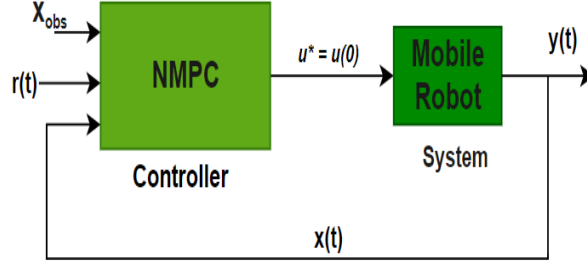 X_obs
r(t)
NMPC
Controller
u* = u(0)
Mobile
Robot
System
y(t)
x(t)